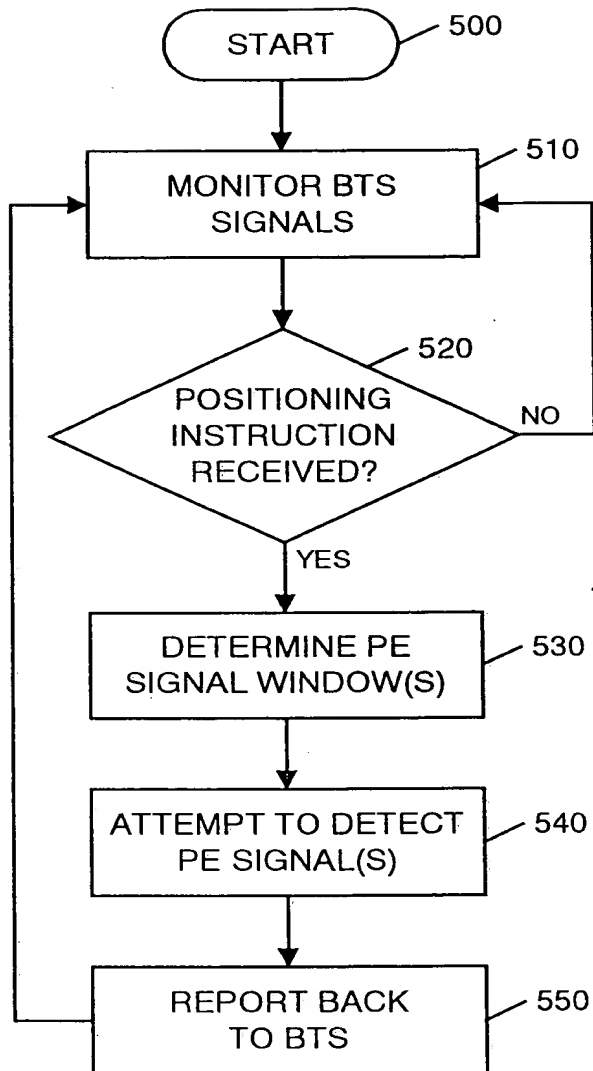 START
500
510
MONITOR BTS
SIGNALS
520
POSITIONING
INSTRUCTION
RECEIVED?
NO
YES
DETERMINE PE
SIGNAL WINDOW(S)
530
ATTEMPT TO DETECT
PE SIGNAL(S)
540
REPORT BACK
TO BTS
550